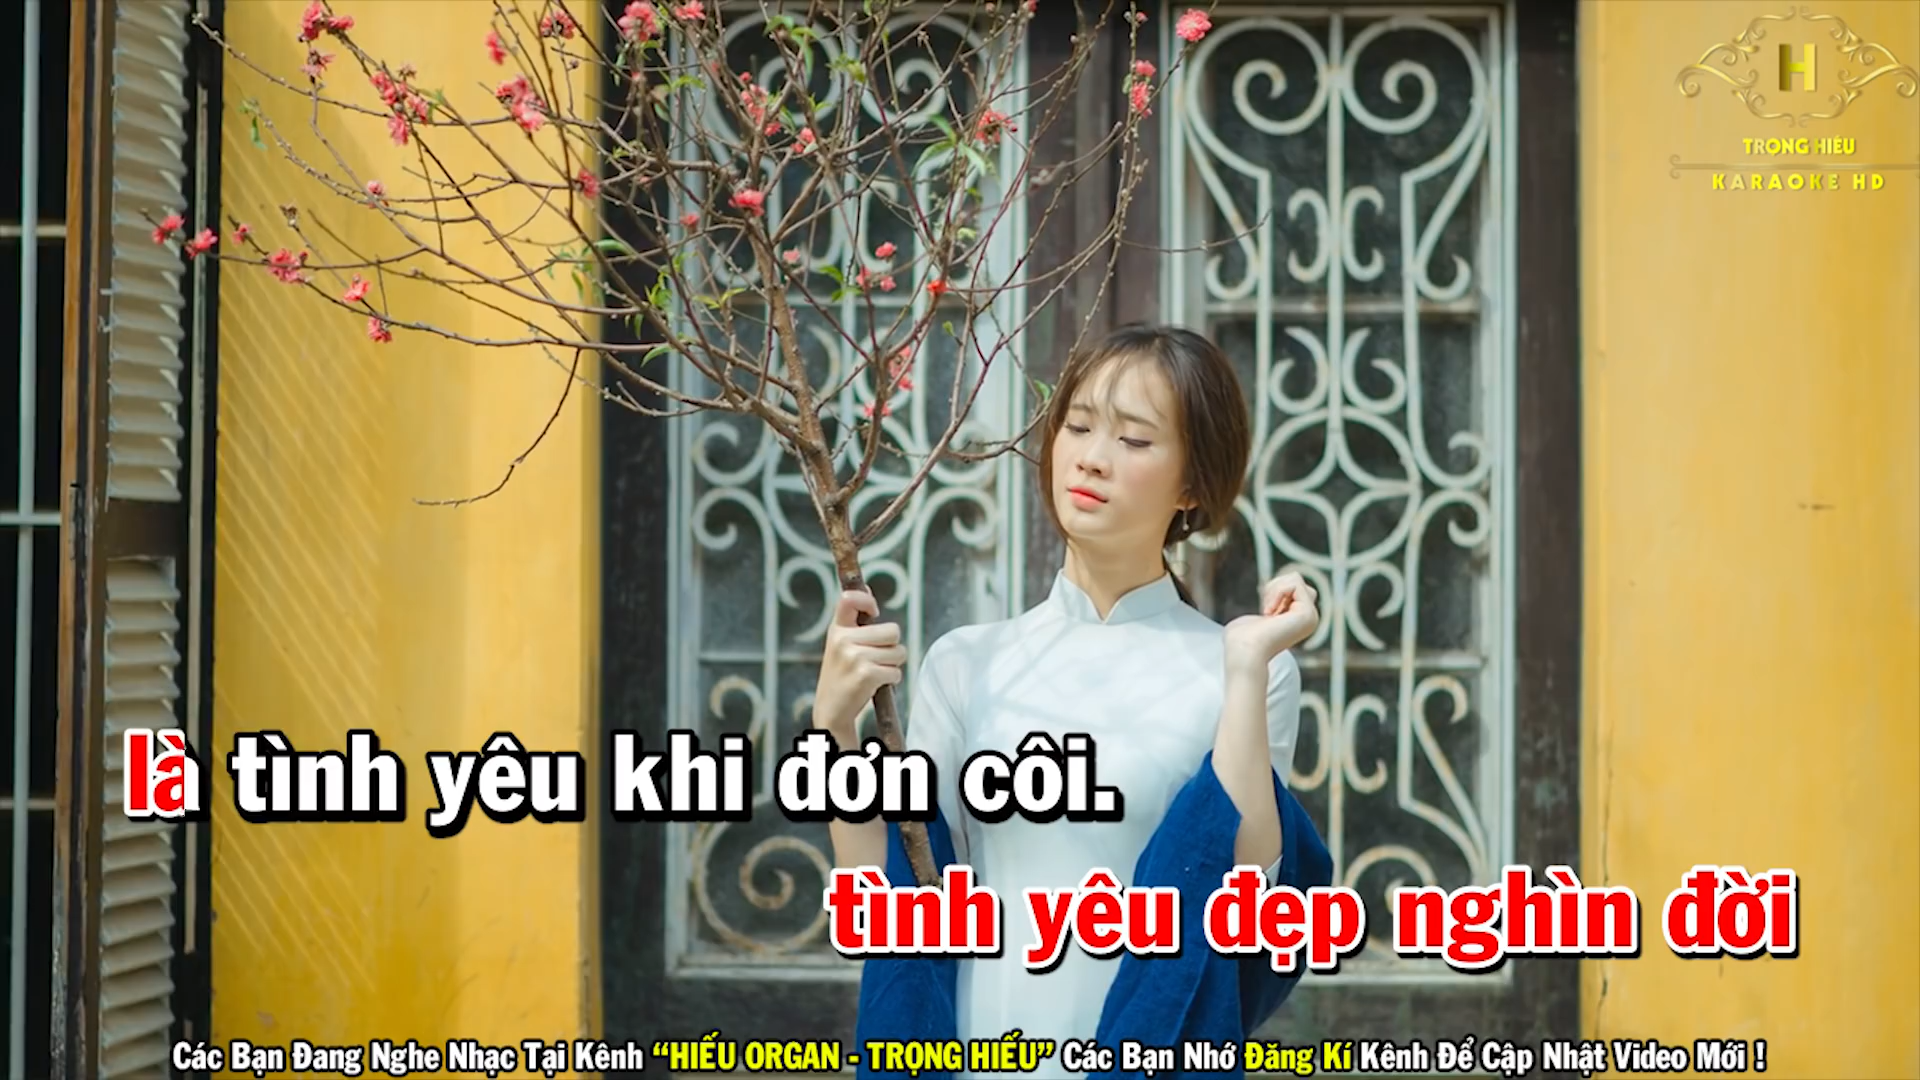 H
TRỌNG HIẾU
KARAOKE HD
là tình yêu khi đơn côi.
tình yêu đẹp nghìn đời
Các Bạn Đang Nghe Nhạc Tại Kênh “HIẾU ORGAN - TRỌNG HIẾU” Các Bạn Nhớ Đăng Kí Kênh Để Cập Nhật Video Mới !